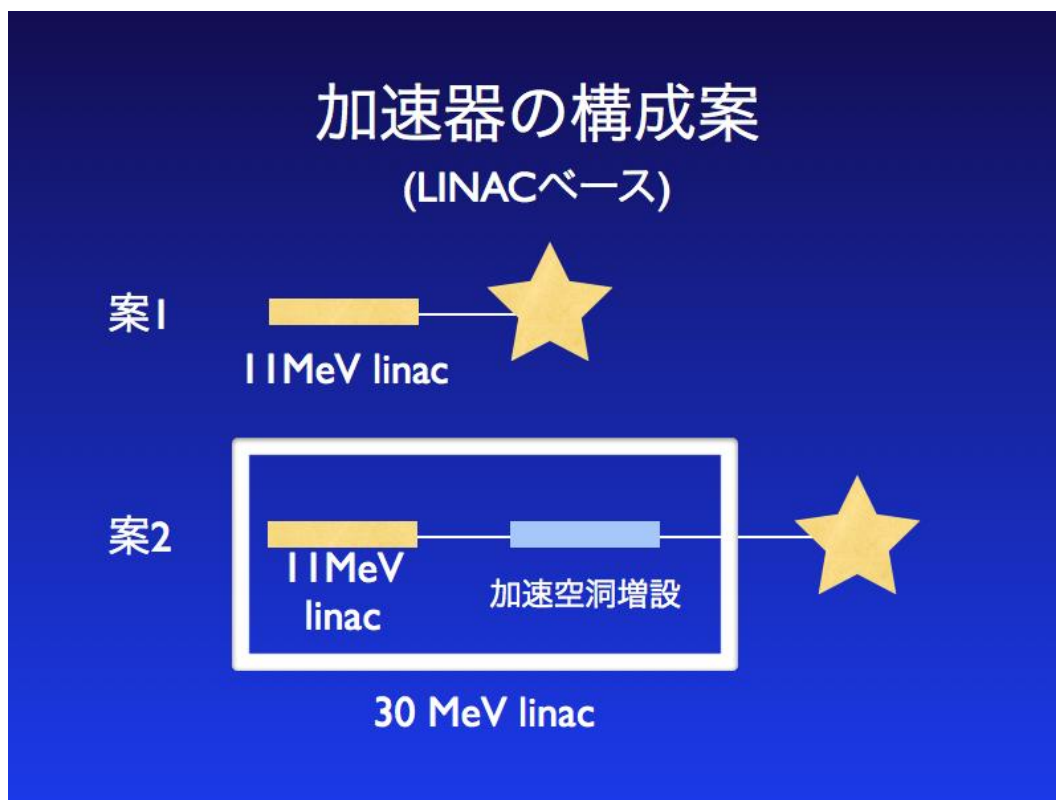 加速器の構成案
(LINACベース)
案1
11MeV linac
案2
11MeV
linac
加速空洞増設
30 MeV linac